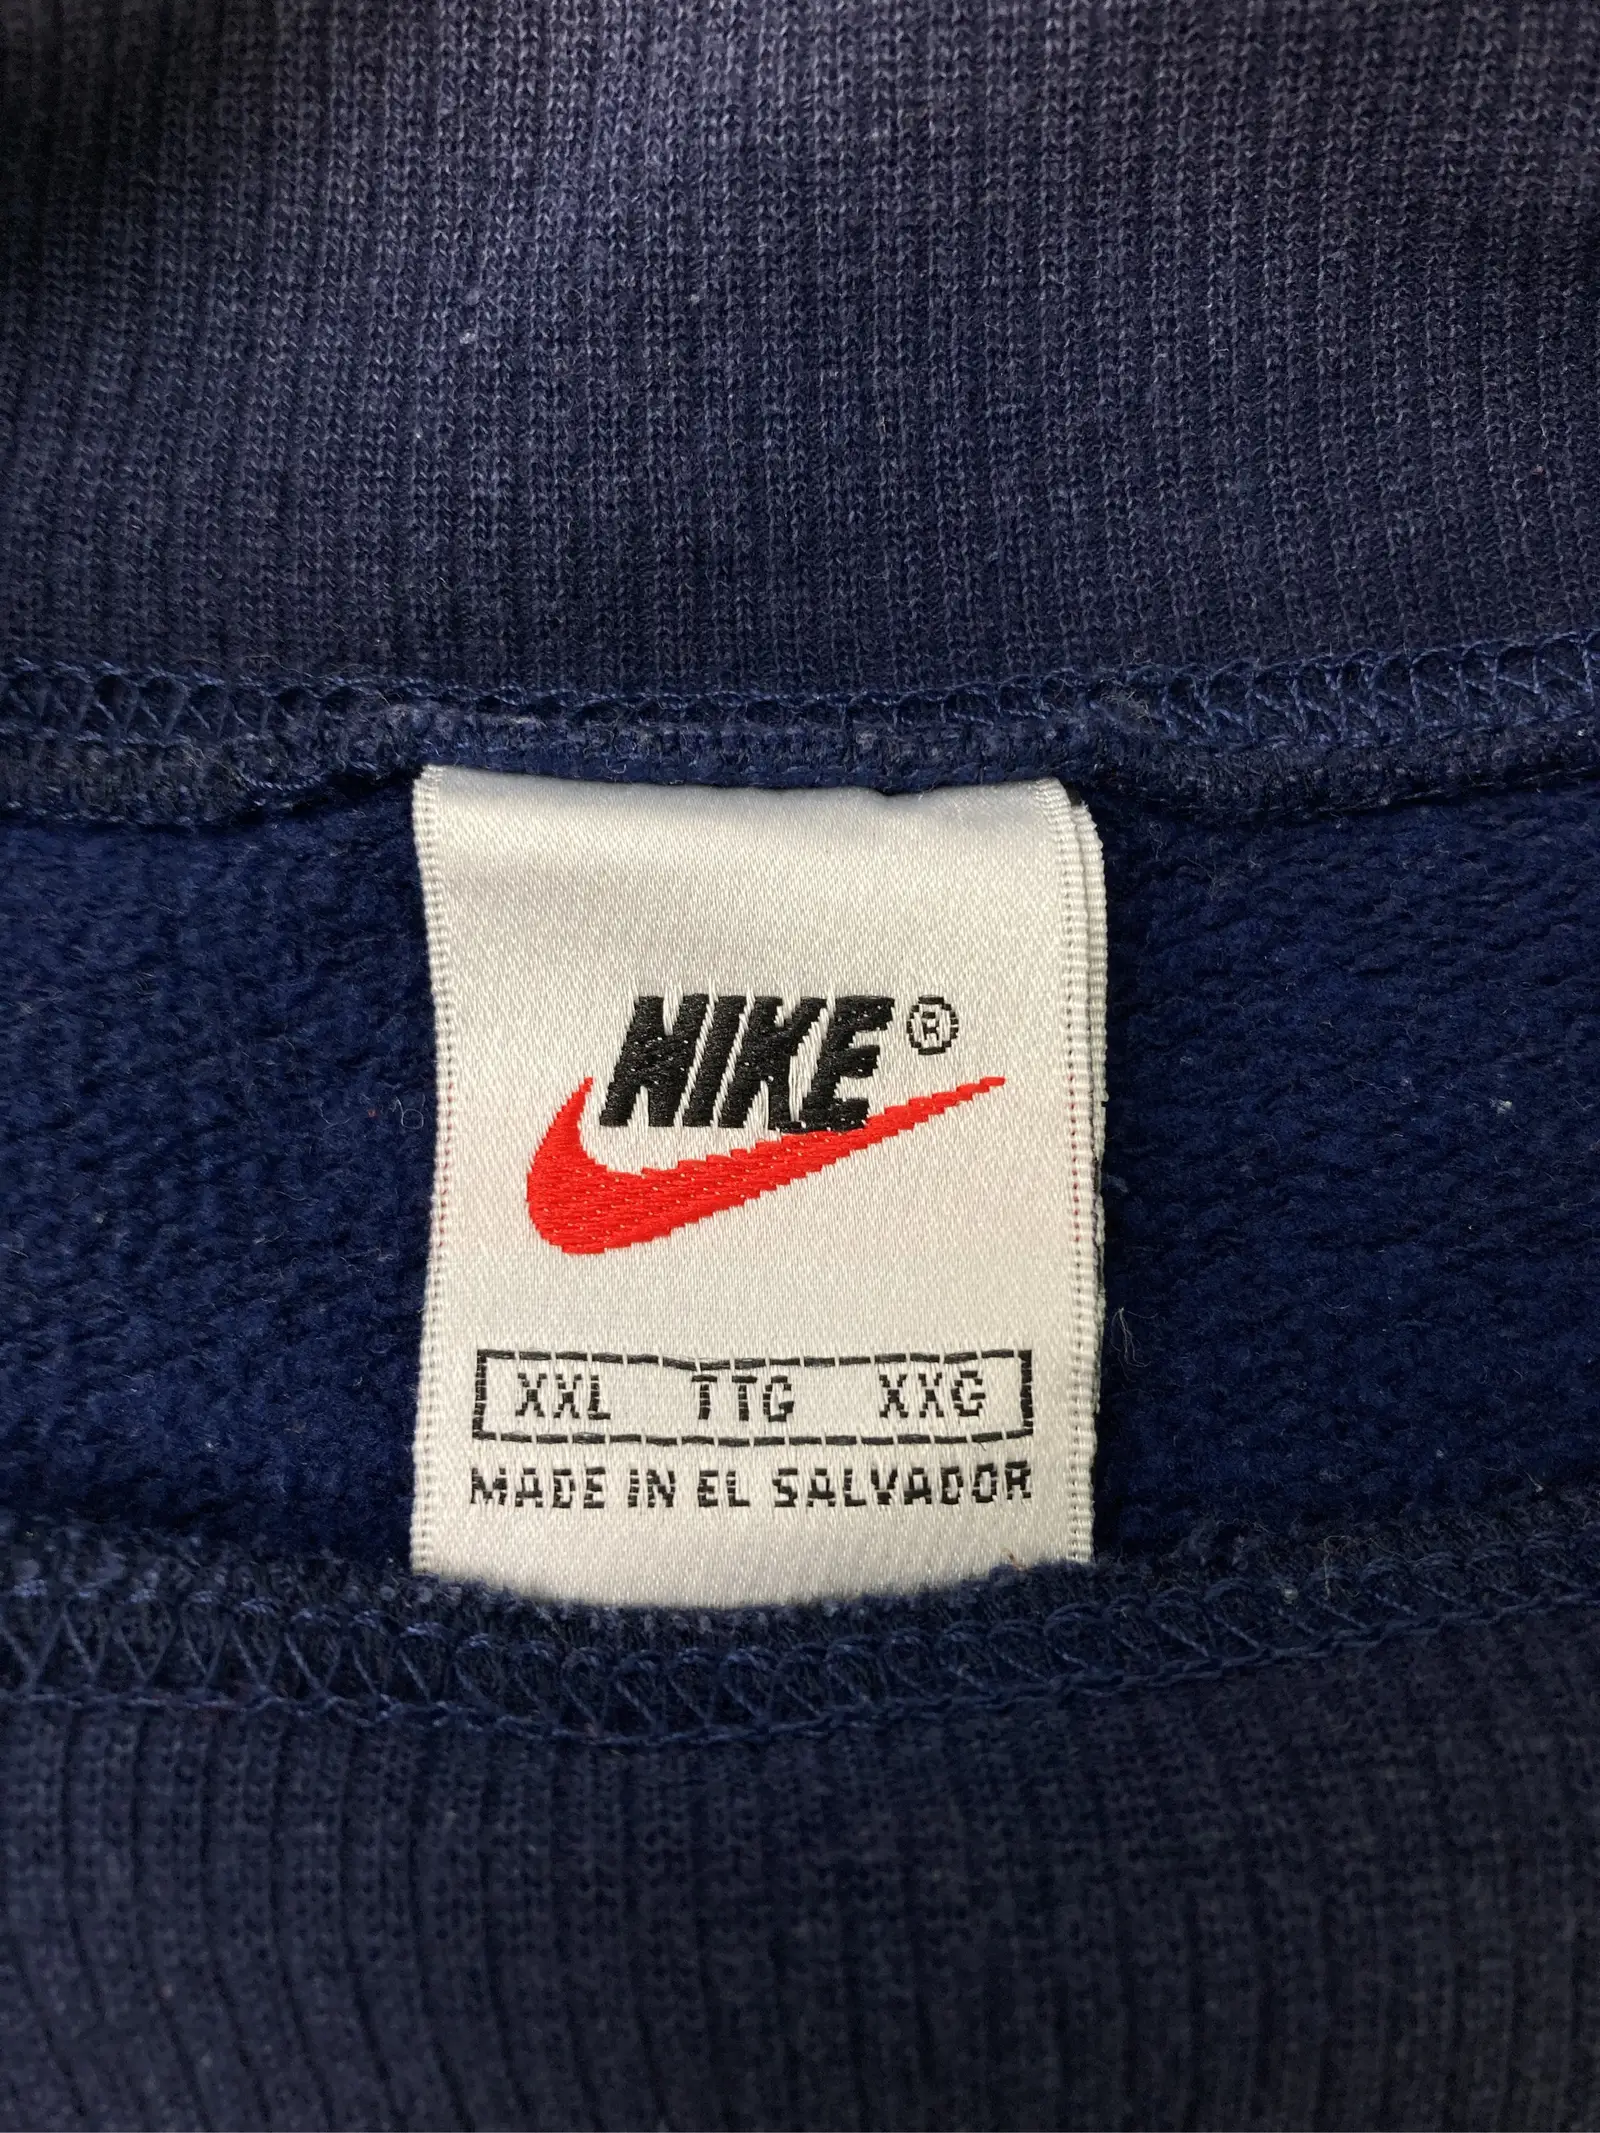 NIKE®
XXL TTG XXG
MADE IN EL SALVADOR